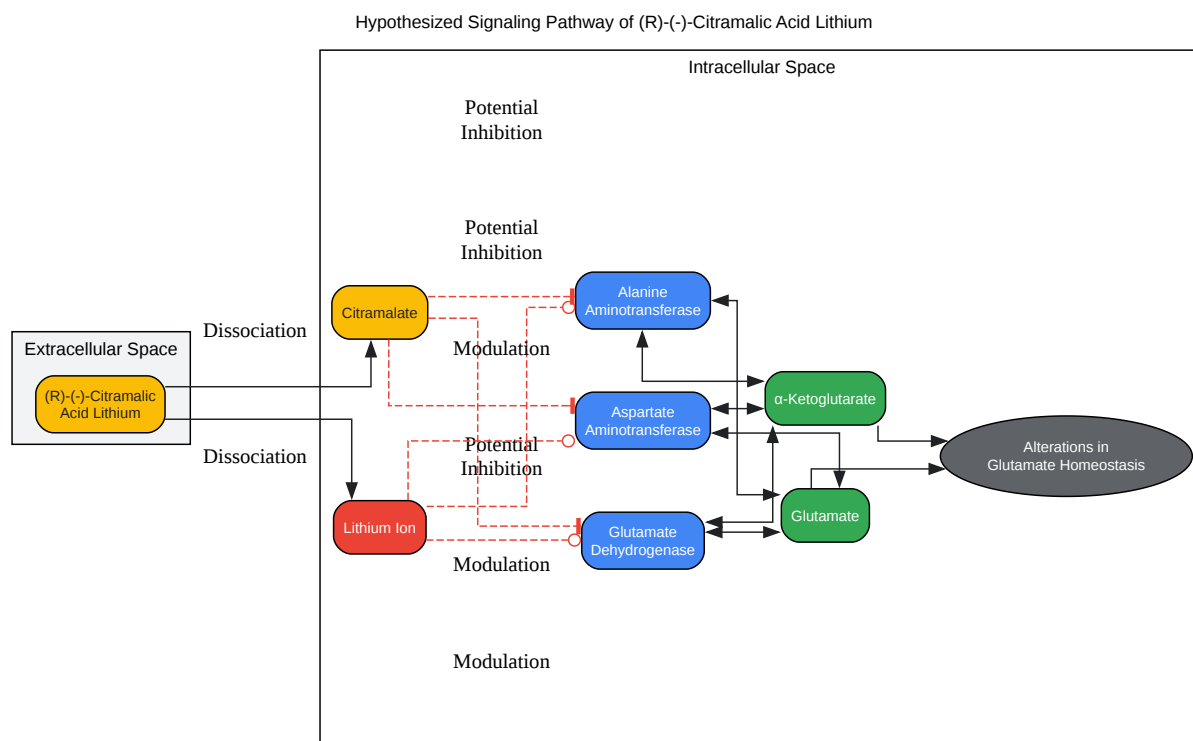 Hypothesized Signaling Pathway of (R)-(-)-Citramalic Acid Lithium
Intracellular Space
Potential
Inhibition
Potential
Inhibition
Alanine
Aminotransferase
Citramalate
Dissociation
Modulation
Extracellular Space
(R)-(-)-Citramalic
Acid Lithium
α-Ketoglutarate
Aspartate
Aminotransferase
Dissociation
Potential
Inhibition
Alterations in
Glutamate Homeostasis
Lithium Ion
Glutamate
Glutamate
Dehydrogenase
Modulation
Modulation